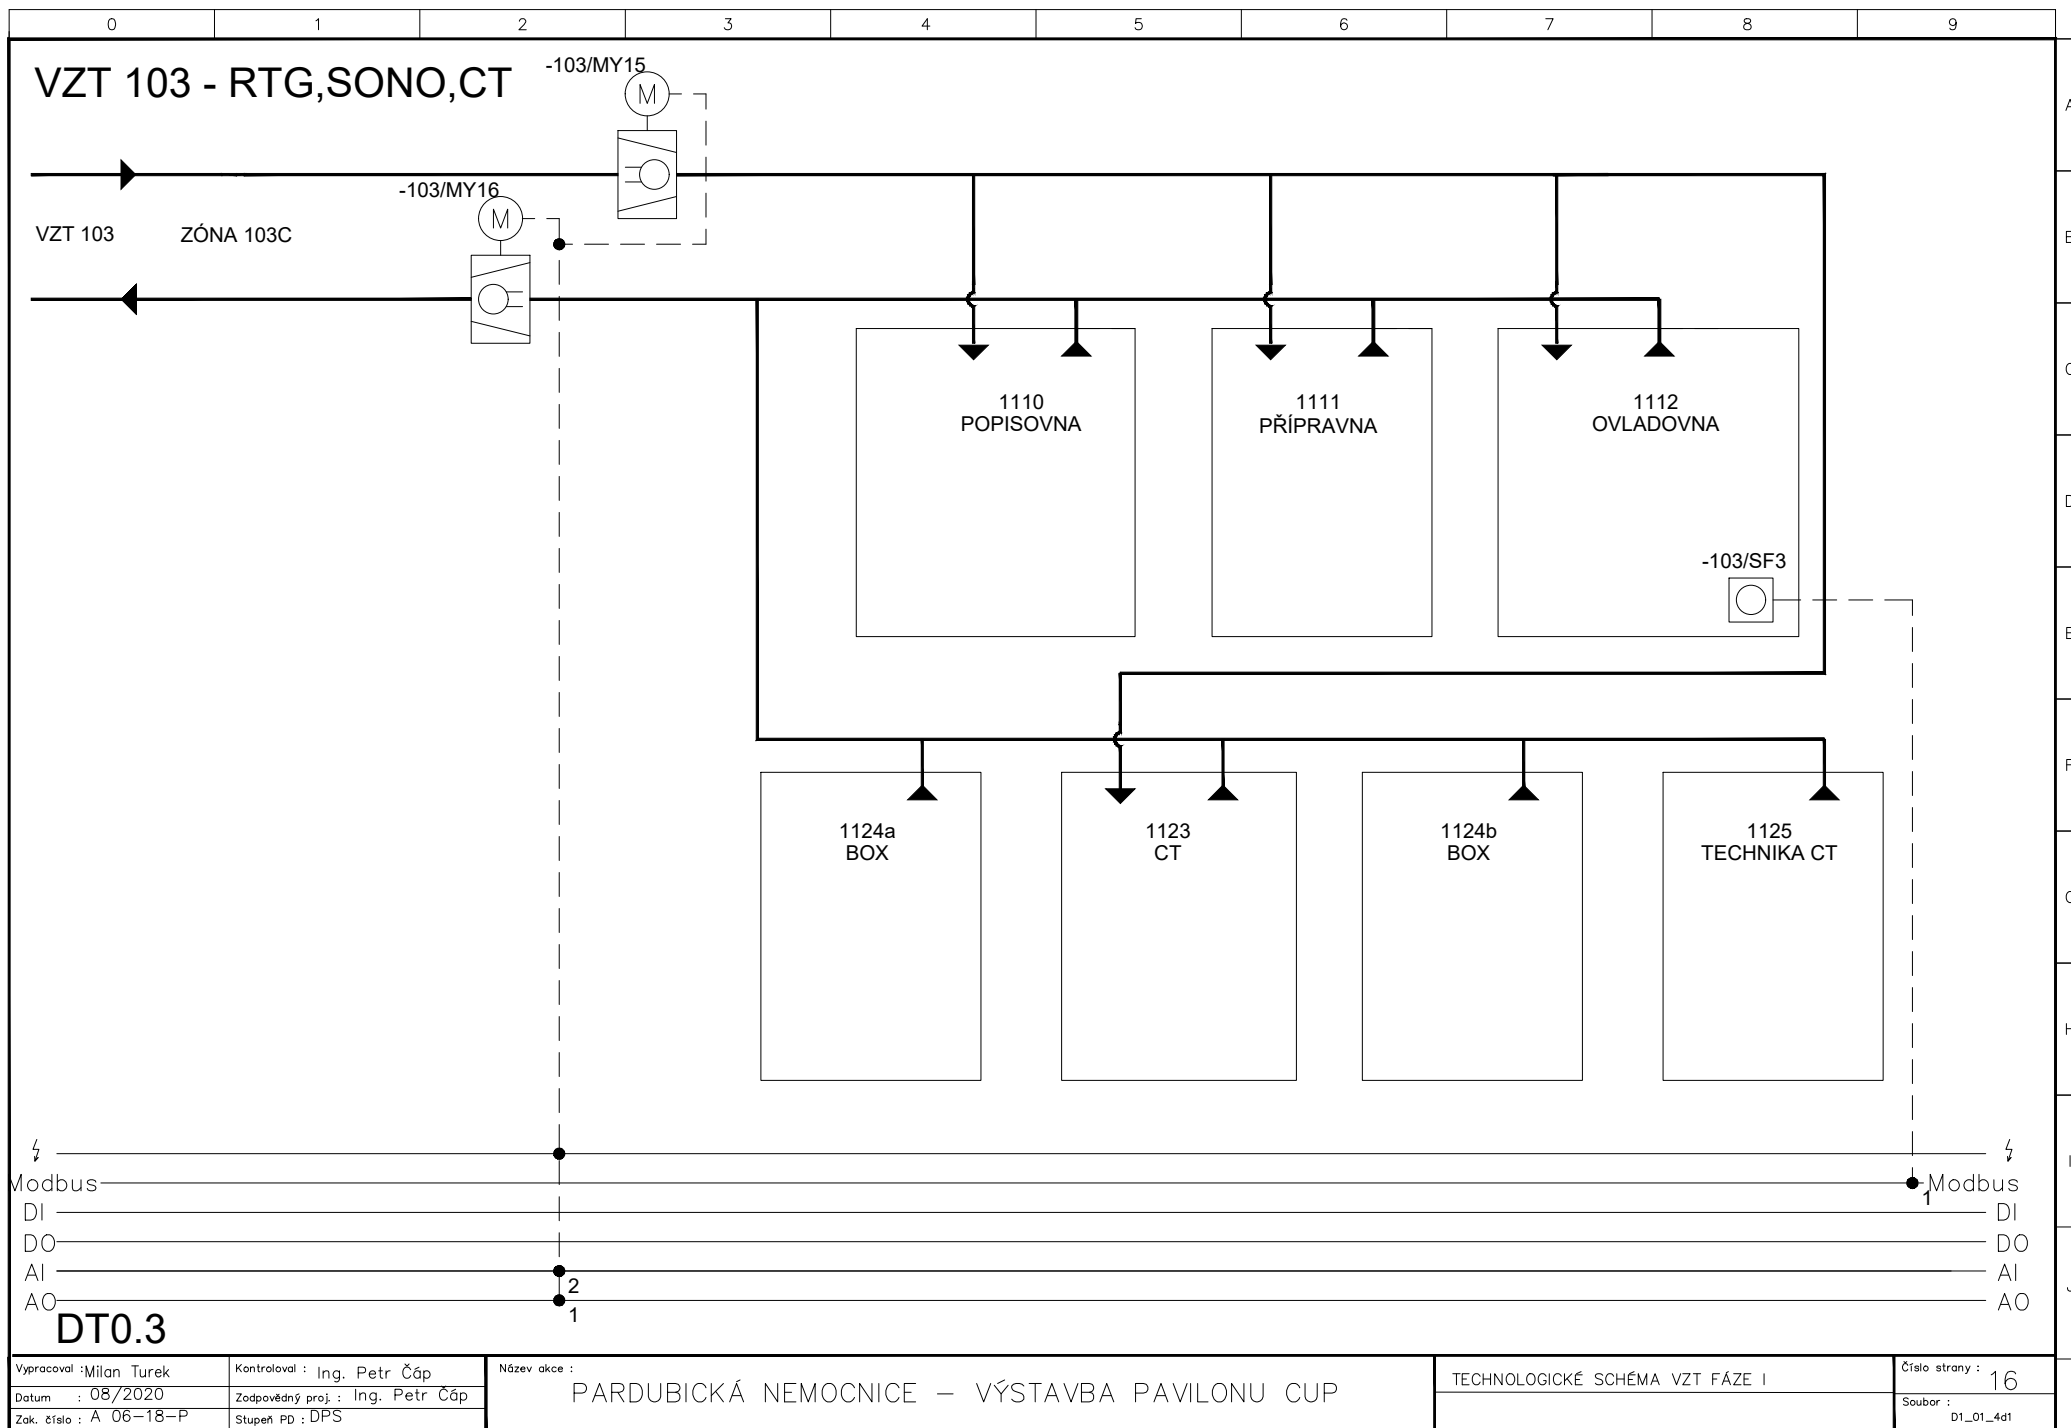 0 1 2 3 4 5 6 7 8 9
VZT 103 - RTG,SONO,CT
-103/MY15
M
A
-103/MY16
M
VZT 103 ZÓNA 103C
1110
POPISOVNA
1111
PŘÍPRAVNA
1112
OVLADOVNA
D
-103/SF3
1124a
BOX
1123
CT
1124b
BOX
1125
TECHNIKA CT
H
Modbus Modbus
1
DI DI
DO DO
AI AI
2
AO AO
1
DT0.3
Vypracoval :Milan Turek
Datum : 08/2020
Zak. číslo : A 06-18-P
Kontroloval : Ing. Petr Čáp
Zodpovědný proj. : Ing. Petr Čáp
Stupeň PD : DPS
Název akce :
PARDUBICKÁ NEMOCNICE – VÝSTAVBA PAVILONU CUP
TECHNOLOGICKÉ SCHÉMA VZT FÁZE I
Číslo strany : 16
Soubor :
D1_01_4d1